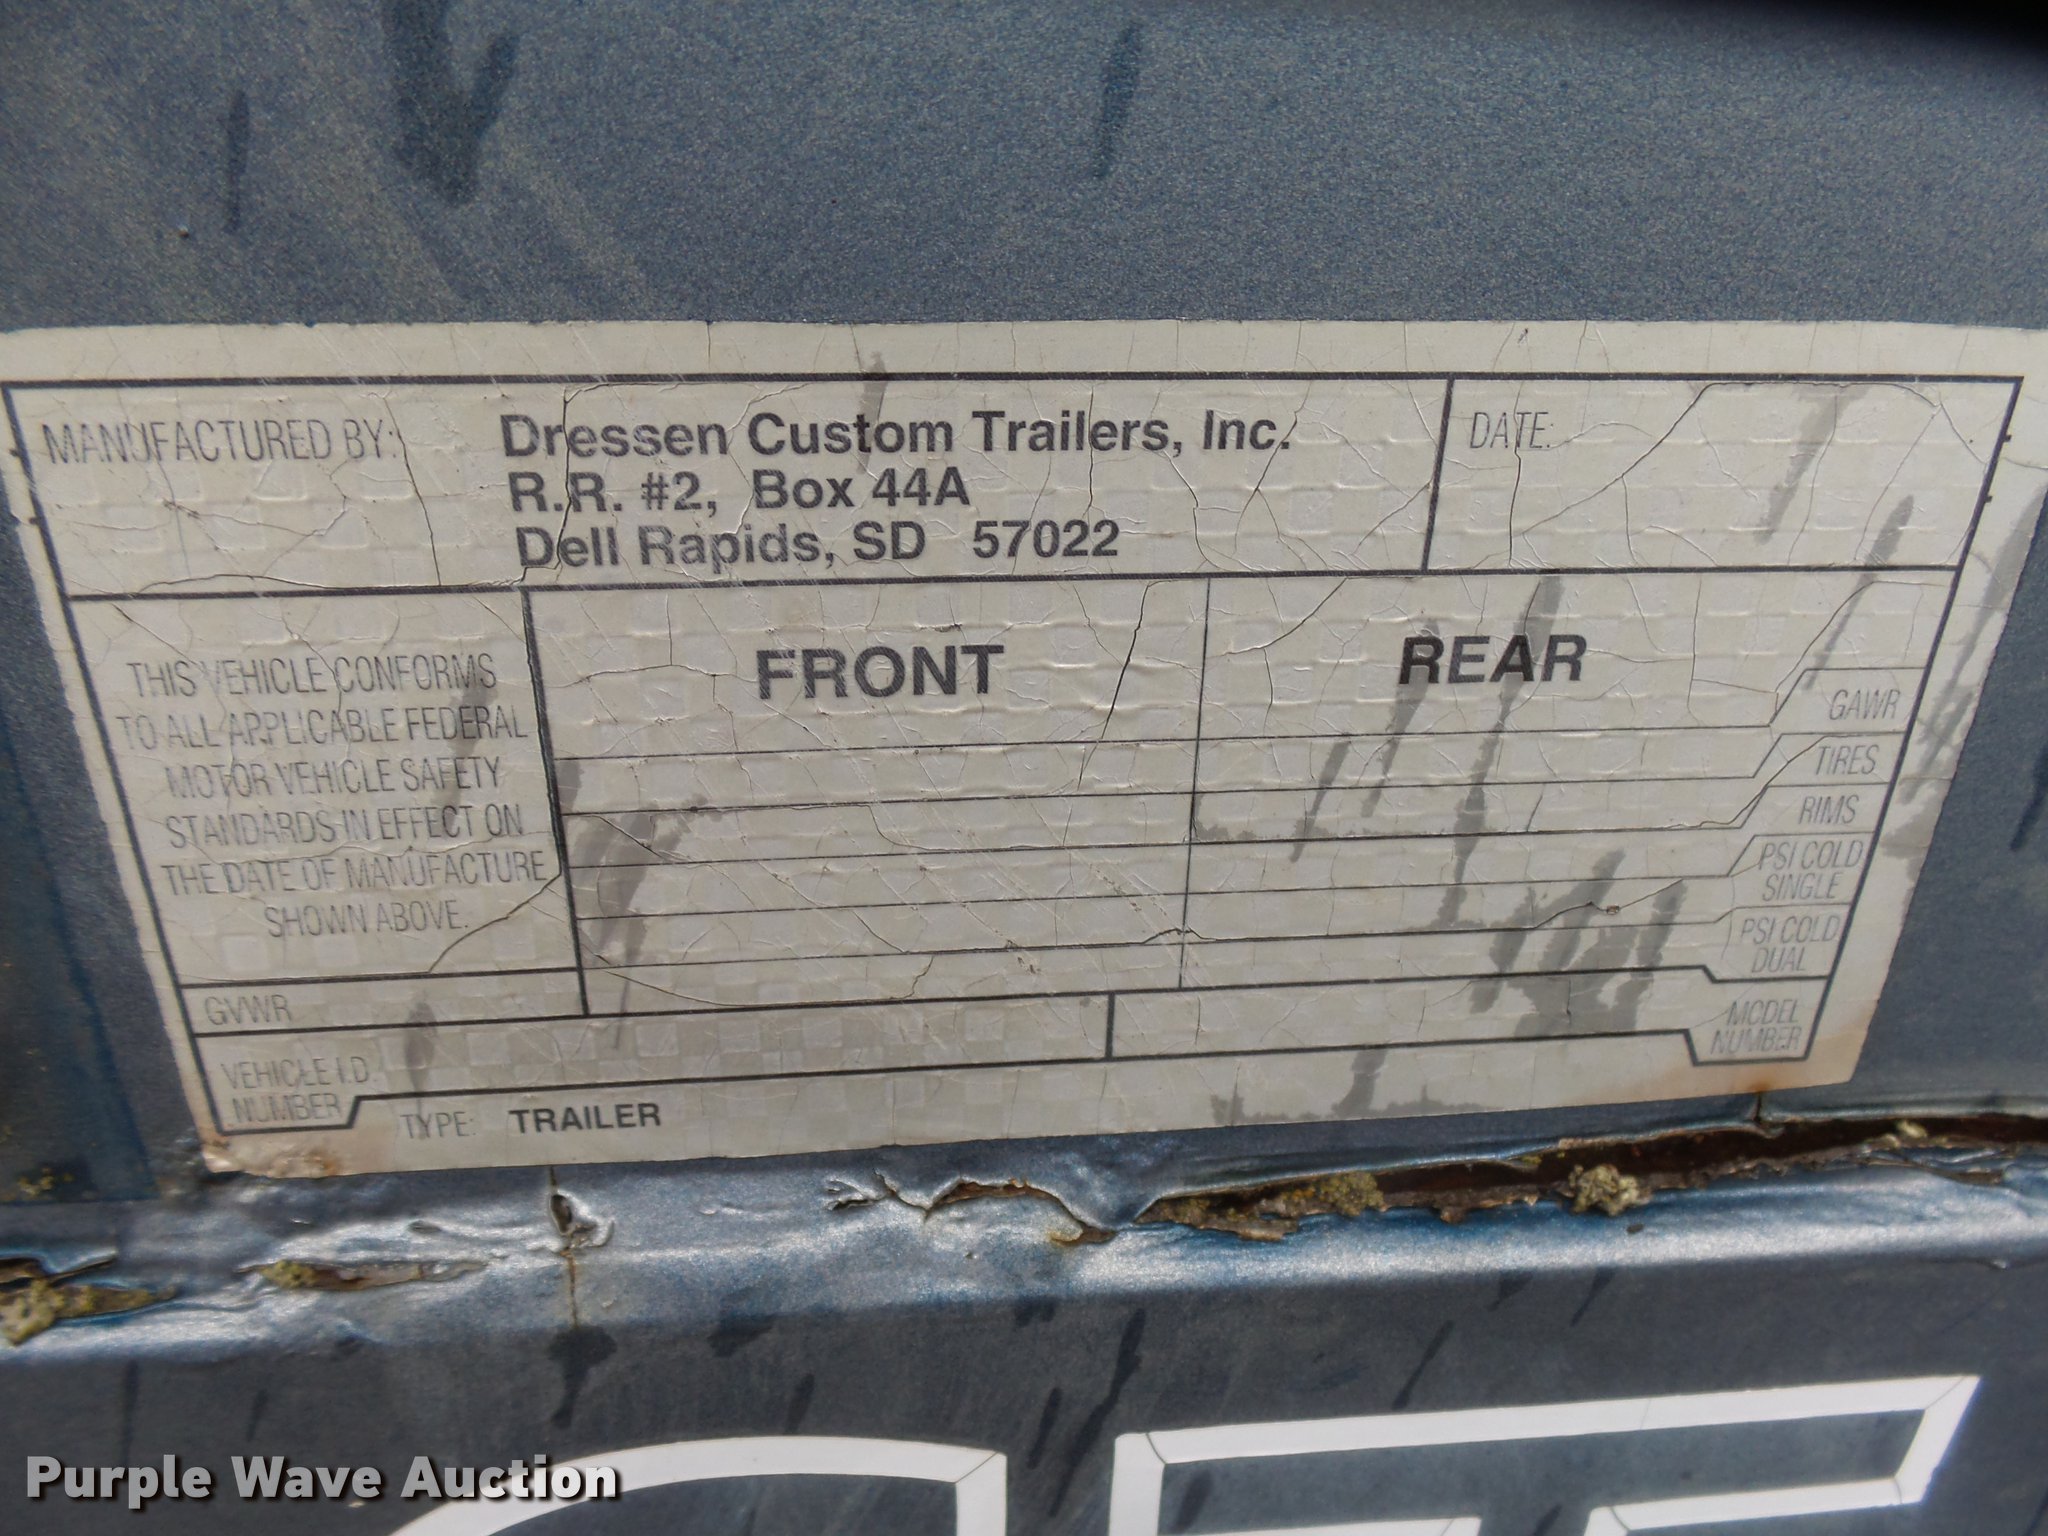 MANUFACTURED BY: Dressen Custom Trailers, Inc.
R.R. #2, Box 44A
Dell Rapids, SD 57022
DATE:
THIS VEHICLE CONFORMS
TO ALL APPLICABLE FEDERAL
MOTOR VEHICLE SAFETY
STANDARDS IN EFFECT ON
THE DATE OF MANUFACTURE
SHOWN ABOVE.
FRONT
REAR
GAWR
TIRES
RIMS
PSI COLD
SINGLE
PSI COLD
DUAL
GVWR
MODEL
NUMBER
VEHICLE I.D.
NUMBER
TYPE: TRAILER
Purple Wave Auction